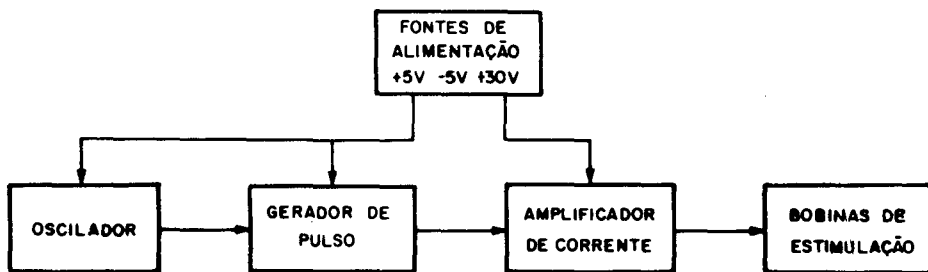 FONTES DE
ALIMENTAÇÃO
+5V -5V +30V
OSCILADOR
GERADOR DE
PULSO
AMPLIFICADOR
DE CORRENTE
BOBINAS DE
ESTIMULAÇÃO